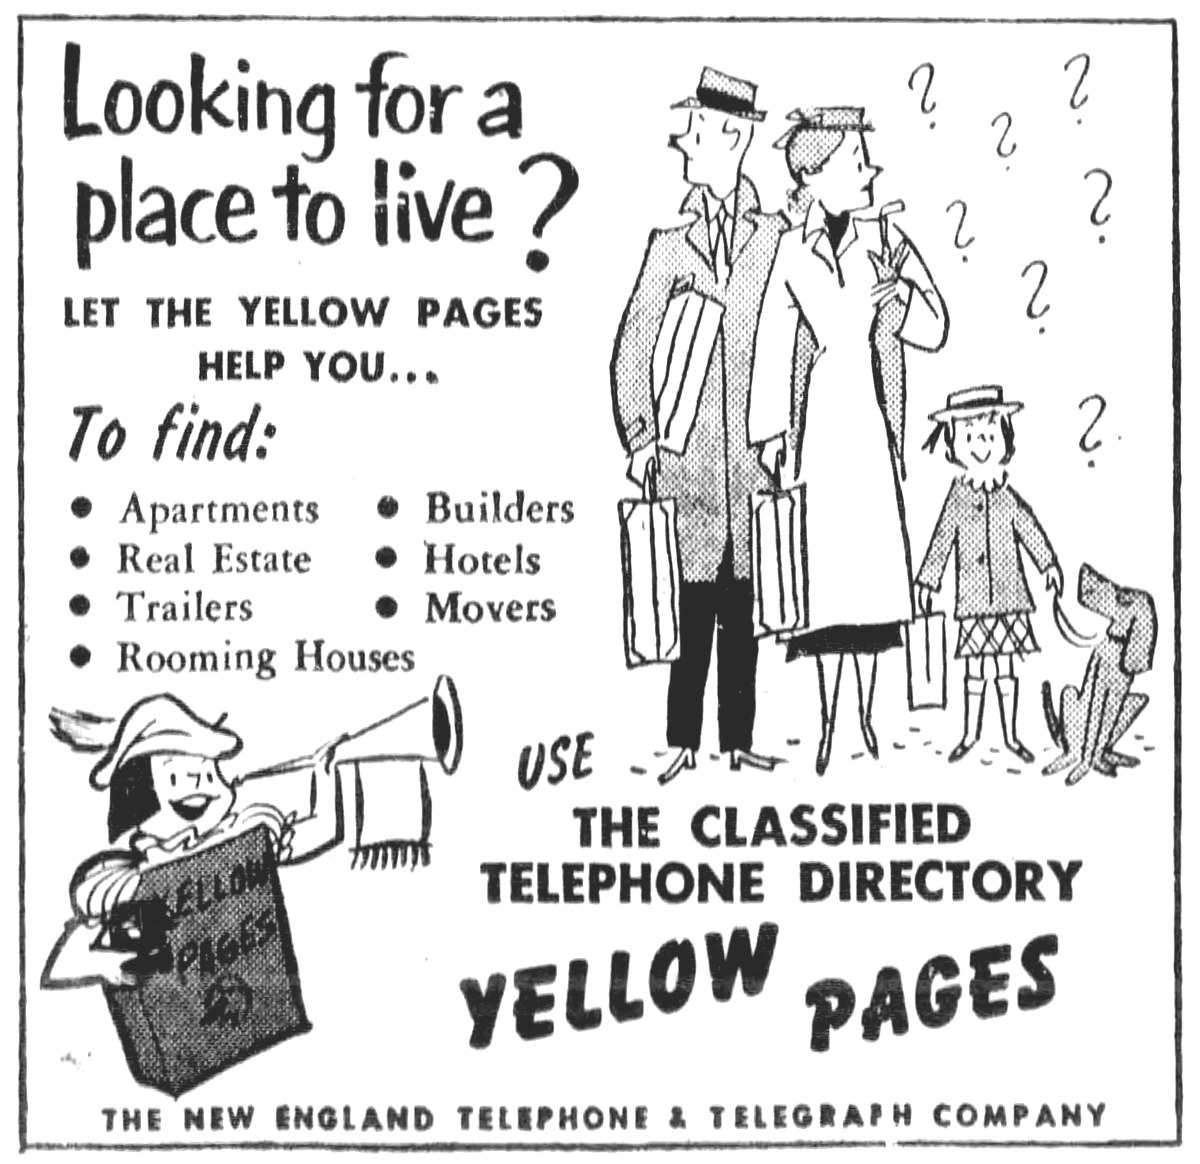 Looking for a
place to live?
LET THE YELLOW PAGES
HELP YOU...
To find:
• Apartments
• Real Estate
• Trailers
• Rooming Houses
• Builders
• Hotels
• Movers
? ? ? ? ? ? ? ?
YELLOW
PAGES
USE
THE CLASSIFIED
TELEPHONE DIRECTORY
YELLOW PAGES
THE NEW ENGLAND TELEPHONE & TELEGRAPH COMPANY